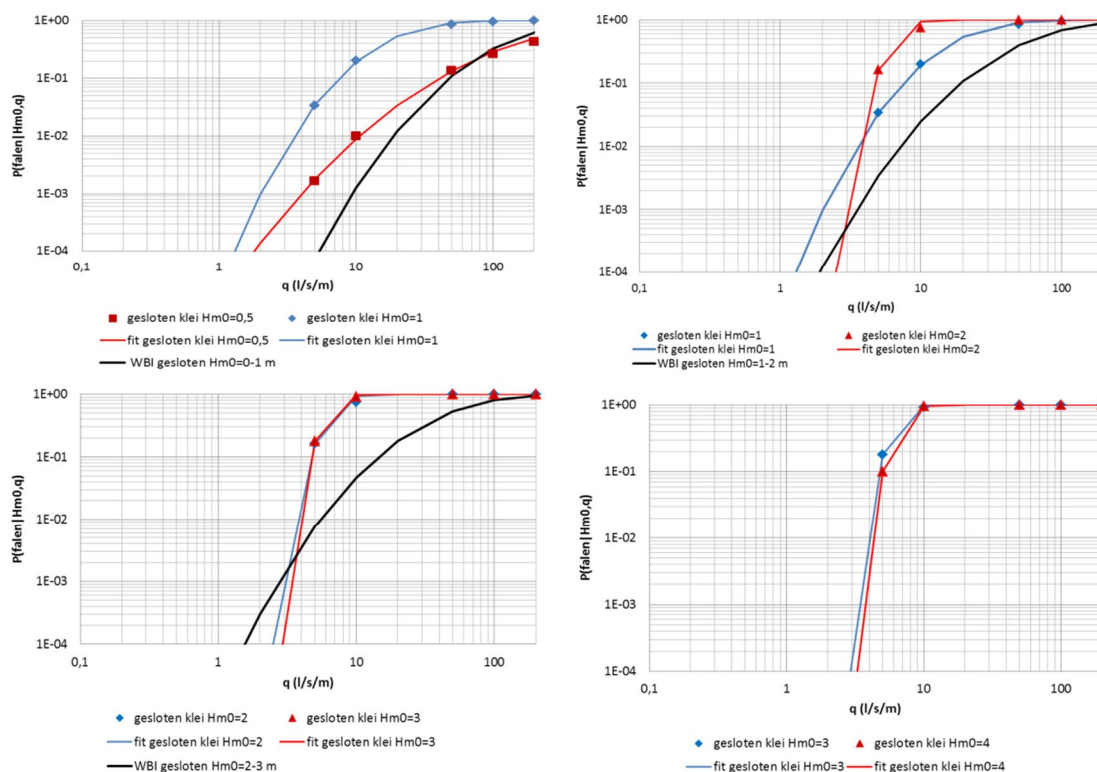 P(falen|Hm0,q)
1E+00
1E-01
1E-02
1E-03
1E-04
0,1 1 10 100
q (l/s/m)
gesloten klei Hm0=0,5 gesloten klei Hm0=1
fit gesloten klei Hm0=0,5 fit gesloten klei Hm0=1
WBI gesloten Hm0=0-1 m
P(falen|Hm0,q)
1E+00
1E-01
1E-02
1E-03
1E-04
0,1 1 10 100
q (l/s/m)
gesloten klei Hm0=1 gesloten klei Hm0=2
fit gesloten klei Hm0=1 fit gesloten klei Hm0=2
WBI gesloten Hm0=1-2 m
P(falen|Hm0,q)
1E+00
1E-01
1E-02
1E-03
1E-04
0,1 1 10 100
q (l/s/m)
gesloten klei Hm0=2 gesloten klei Hm0=3
fit gesloten klei Hm0=2 fit gesloten klei Hm0=3
WBI gesloten Hm0=2-3 m
P(falen|Hm0,q)
1E+00
1E-01
1E-02
1E-03
1E-04
0,1 1 10 100
q (l/s/m)
gesloten klei Hm0=3 gesloten klei Hm0=4
fit gesloten klei Hm0=3 fit gesloten klei Hm0=4